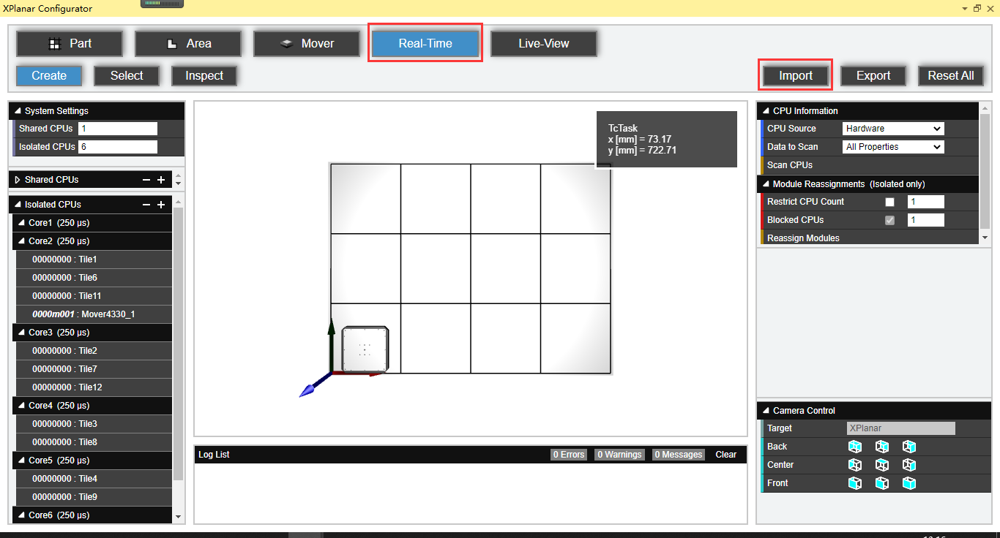 XPlanar Configurator
Part Area Mover Real-Time Live-View
Create Select Inspect Import Export Reset All
System Settings
Shared CPUs 1
Isolated CPUs 6
Shared CPUs
Isolated CPUs
Core1 (250 µs)
Core2 (250 µs)
00000000 : Tile1
00000000 : Tile6
00000000 : Tile11
0000m001 : Mover4330_1
Core3 (250 µs)
00000000 : Tile2
00000000 : Tile7
00000000 : Tile12
Core4 (250 µs)
00000000 : Tile3
00000000 : Tile8
Core5 (250 µs)
00000000 : Tile4
00000000 : Tile9
Core6 (250 µs)
TcTask
x [mm] = 73.17
y [mm] = 722.71
Log List 0 Errors 0 Warnings 0 Messages Clear
CPU Information
CPU Source Hardware
Data to Scan All Properties
Scan CPUs
Module Reassignments (Isolated only)
Restrict CPU Count 1
Blocked CPUs 1
Reassign Modules
Camera Control
Target XPlanar
Back
Center
Front